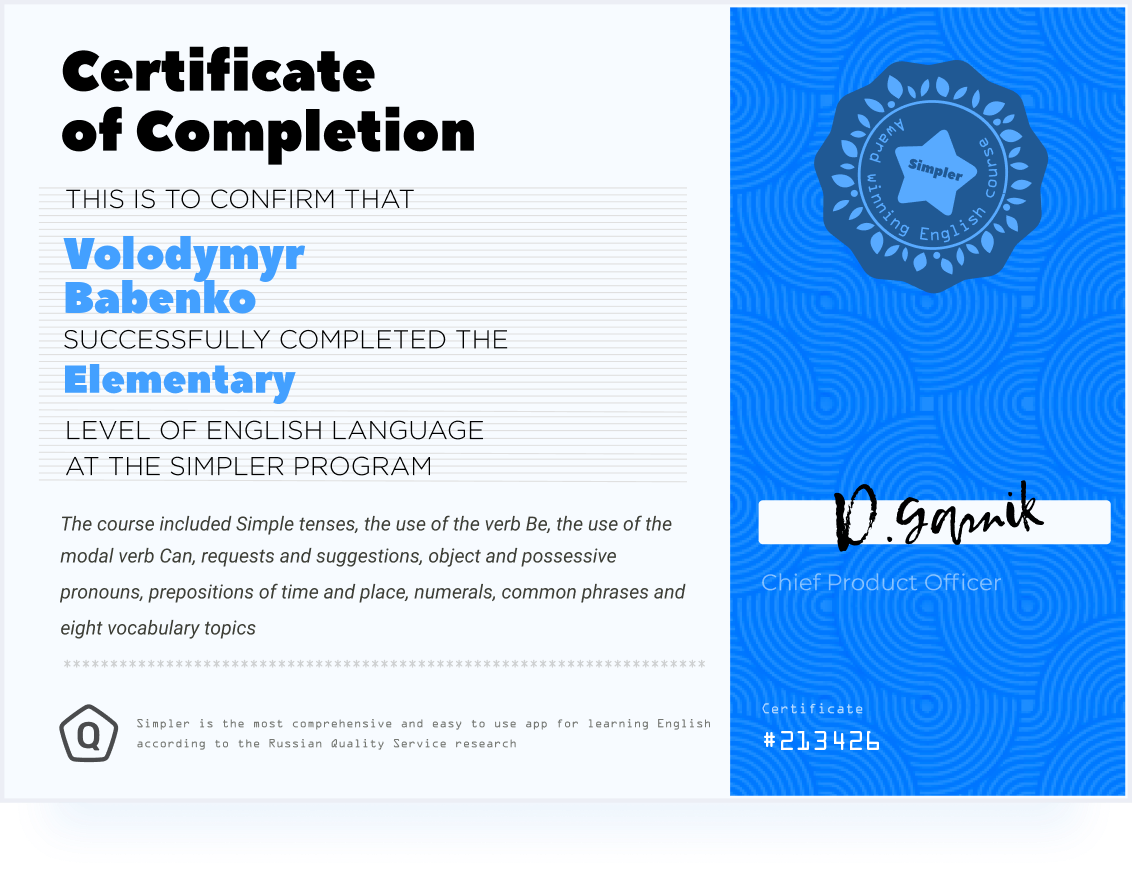 Certificate
of Completion
THIS IS TO CONFIRM THAT
Volodymyr
Babenko
SUCCESSFULLY COMPLETED THE
Elementary
LEVEL OF ENGLISH LANGUAGE
AT THE SIMPLER PROGRAM
The course included Simple tenses, the use of the verb Be, the use of the
modal verb Can, requests and suggestions, object and possessive
pronouns, prepositions of time and place, numerals, common phrases and
eight vocabulary topics
*********************************************************************
Q
Simpler is the most comprehensive and easy to use app for learning English
according to the Russian Quality Service research
Award winning English course
Simpler
D. Garnik
Chief Product Officer
Certificate
#213426